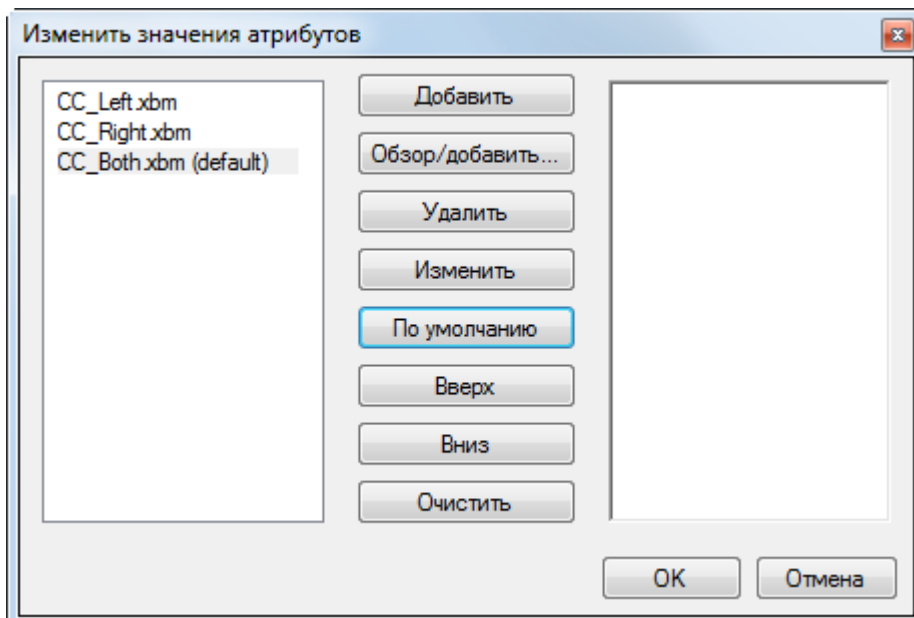 Изменить значения атрибутов
CC_Left.xbm
CC_Right.xbm
CC_Both.xbm (default)
Добавить
Обзор/добавить...
Удалить
Изменить
По умолчанию
Вверх
Вниз
Очистить
OK
Отмена